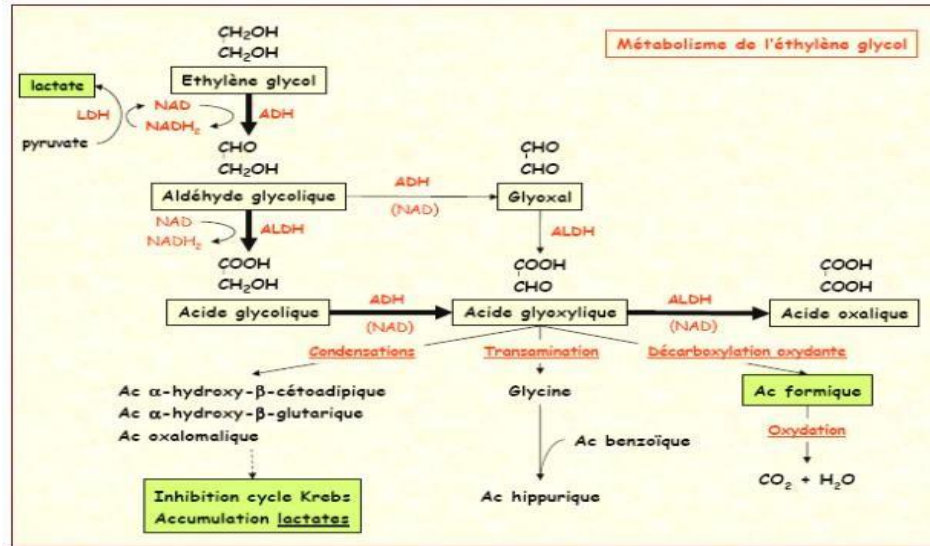 CH2OH
CH2OH
Métabolisme de l'éthylène glycol
Ethylène glycol
lactate
LDH
NAD
NADH2
ADH
pyruvate
CHO
CH2OH
CHO
CHO
Aldéhyde glycolique
ADH
(NAD)
Glyoxal
NAD
NADH2
ALDH
ALDH
COOH
CH2OH
COOH
CHO
COOH
COOH
Acide glycolique
ADH
(NAD)
Acide glyoxylique
ALDH
(NAD)
Acide oxalique
Condensations
Transamination
Décarboxylation oxydante
Ac α-hydroxy-β-cétoadipique
Ac α-hydroxy-β-glutarique
Ac oxalomalique
Glycine
Ac formique
Oxydation
Ac benzoïque
CO2 + H2O
Inhibition cycle Krebs
Accumulation lactates
Ac hippurique